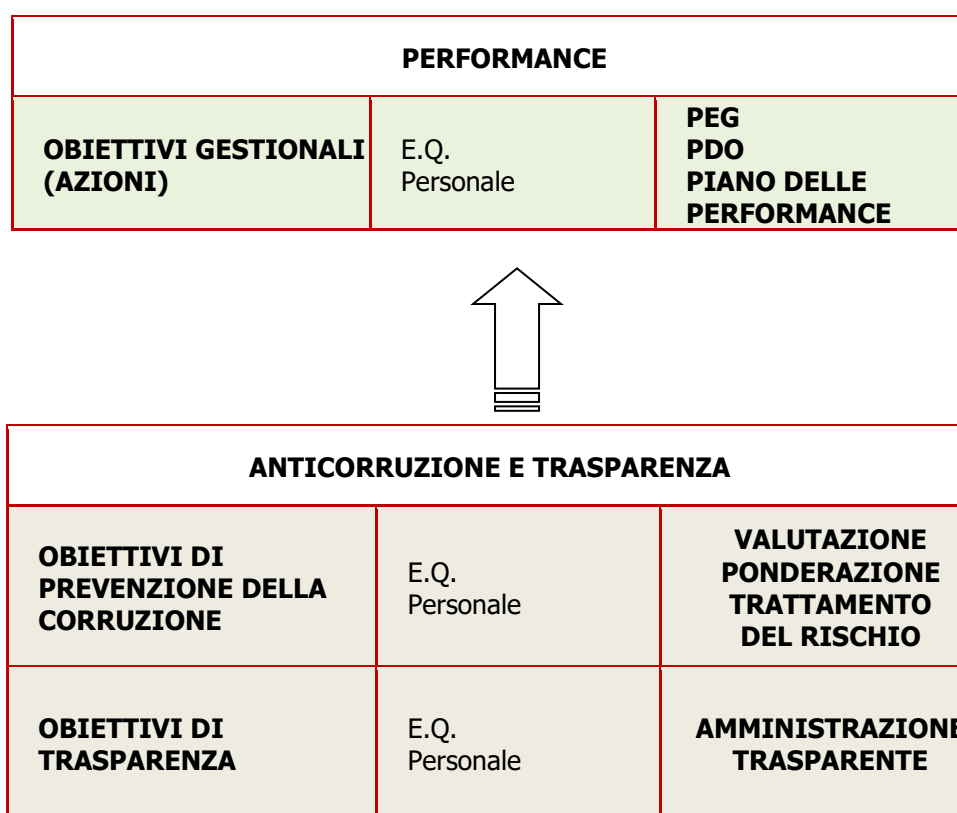 PERFORMANCE
OBIETTIVI GESTIONALI
(AZIONI)
E.Q.
Personale
PEG
PDO
PIANO DELLE
PERFORMANCE
ANTICORRUZIONE E TRASPARENZA
OBIETTIVI DI
PREVENZIONE DELLA
CORRUZIONE
E.Q.
Personale
VALUTAZIONE
PONDERAZIONE
TRATTAMENTO
DEL RISCHIO
OBIETTIVI DI
TRASPARENZA
E.Q.
Personale
AMMINISTRAZIONE
TRASPARENTE